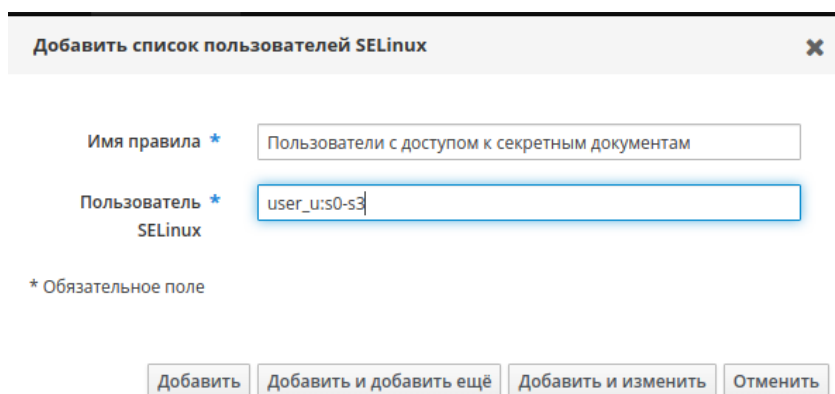 Добавить список пользователей SELinux
Имя правила *
Пользователи с доступом к секретным документам
Пользователь *
SELinux
user_u:s0-s3
* Обязательное поле
Добавить Добавить и добавить ещё Добавить и изменить Отменить